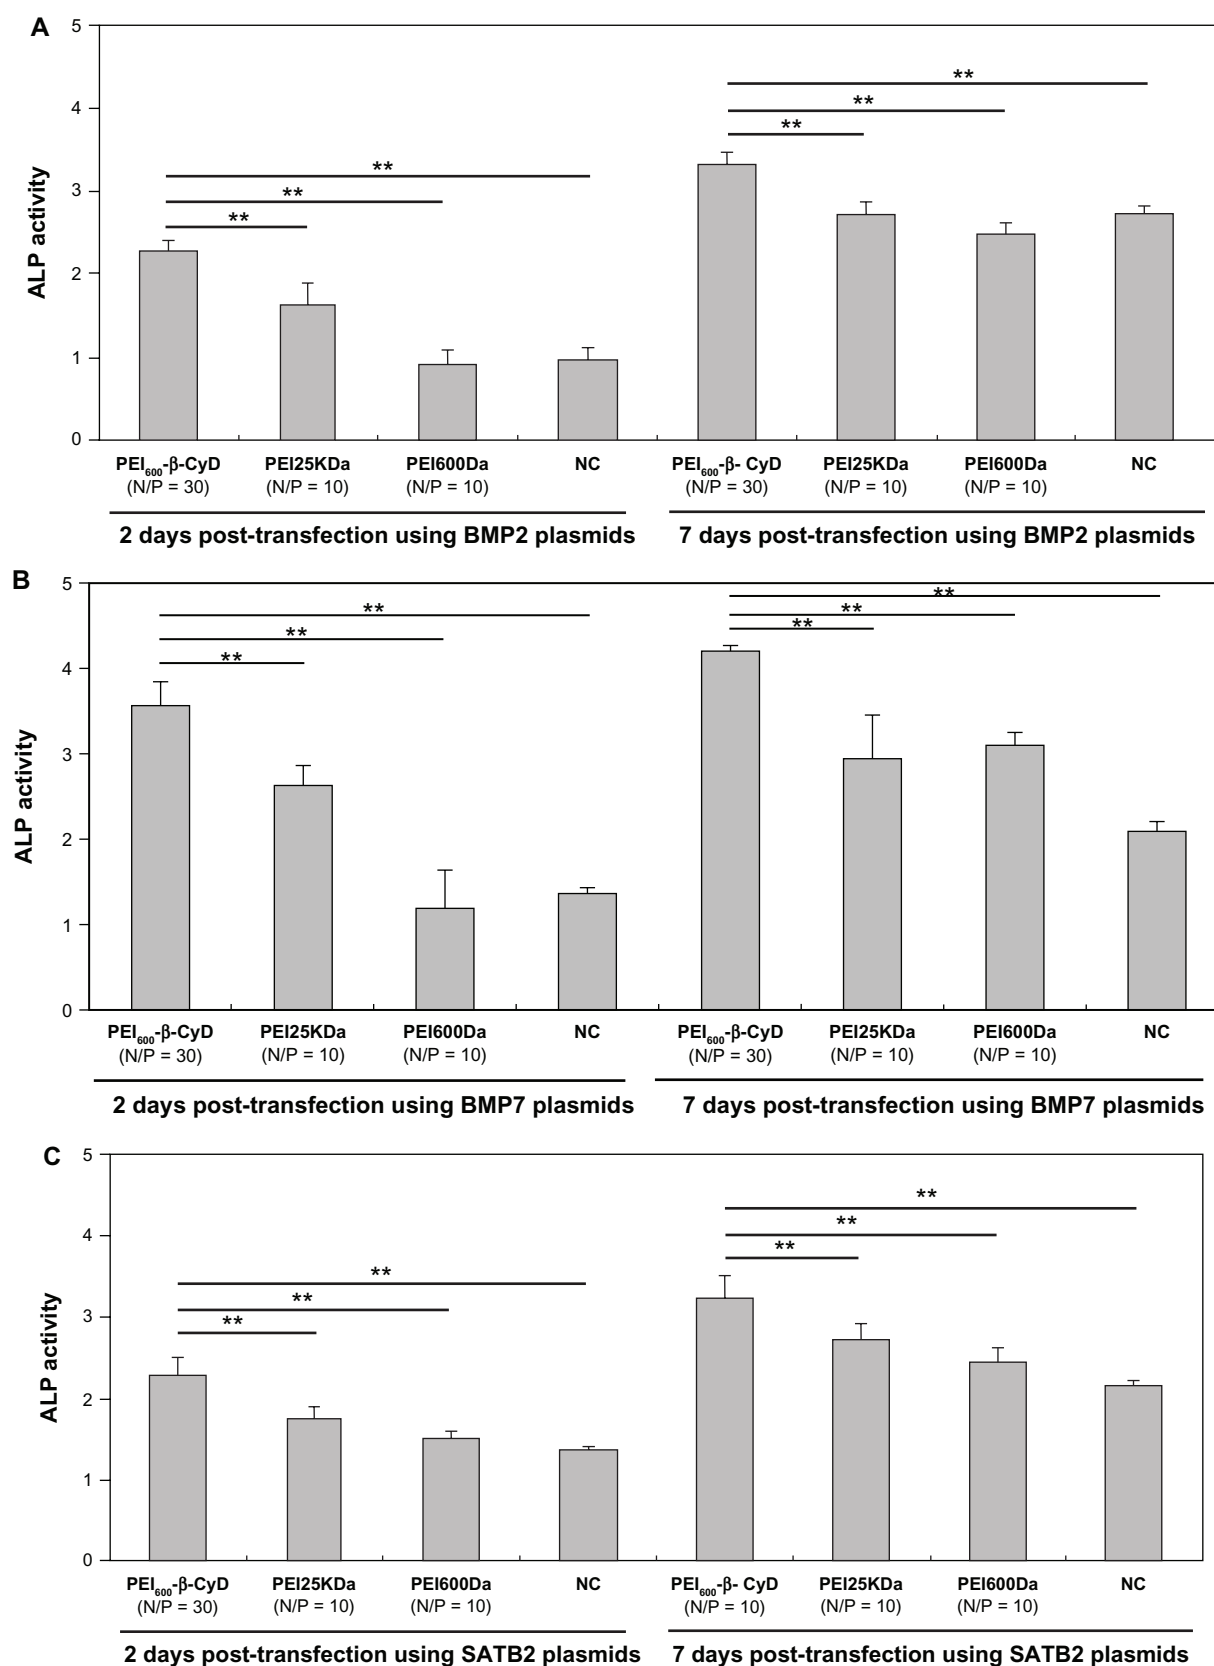 A
5
4
3
2
1
0
ALP activity
** ** ** ** ** **
PEI600-β-CyD PEI25KDa PEI600Da NC PEI600-β- CyD PEI25KDa PEI600Da NC
(N/P = 30) (N/P = 10) (N/P = 10) (N/P = 30) (N/P = 10) (N/P = 10)
2 days post-transfection using BMP2 plasmids 7 days post-transfection using BMP2 plasmids
B
5
4
3
2
1
0
ALP activity
** ** ** ** ** **
PEI600-β-CyD PEI25KDa PEI600Da NC PEI600-β-CyD PEI25KDa PEI600Da NC
(N/P = 30) (N/P = 10) (N/P = 10) (N/P = 30) (N/P = 10) (N/P = 10)
2 days post-transfection using BMP7 plasmids 7 days post-transfection using BMP7 plasmids
C
5
4
3
2
1
0
ALP activity
** ** ** ** ** **
PEI600-β-CyD PEI25KDa PEI600Da NC PEI600-β- CyD PEI25KDa PEI600Da NC
(N/P = 30) (N/P = 10) (N/P = 10) (N/P = 10) (N/P = 10) (N/P = 10)
2 days post-transfection using SATB2 plasmids 7 days post-transfection using SATB2 plasmids